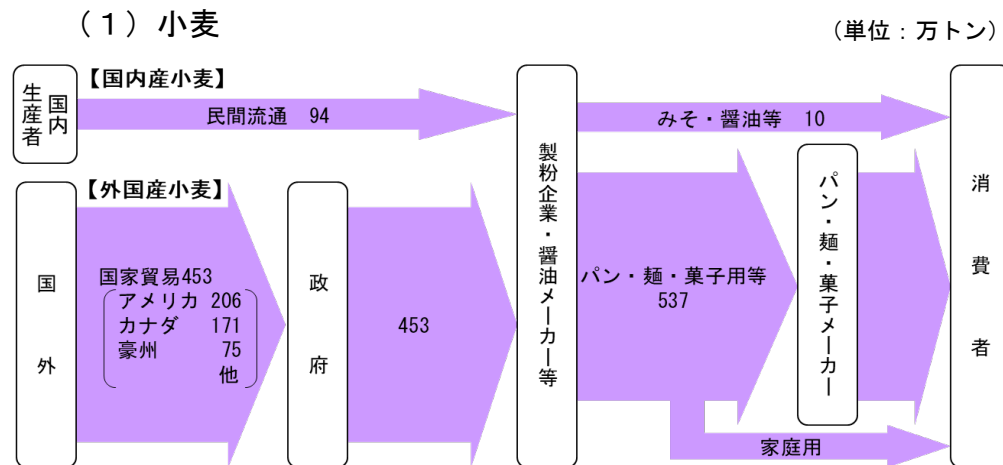 （１）小麦
（単位：万トン）
国内
生産者
【国内産小麦】
民間流通　94
みそ・醤油等　10
【外国産小麦】
国外
国家貿易453
アメリカ 206
カナダ 171
豪州 75
他
政府
453
製粉企業・醤油メーカー等
パン・麺・菓子用等
537
パン・麺・菓子メーカー
家庭用
消費者